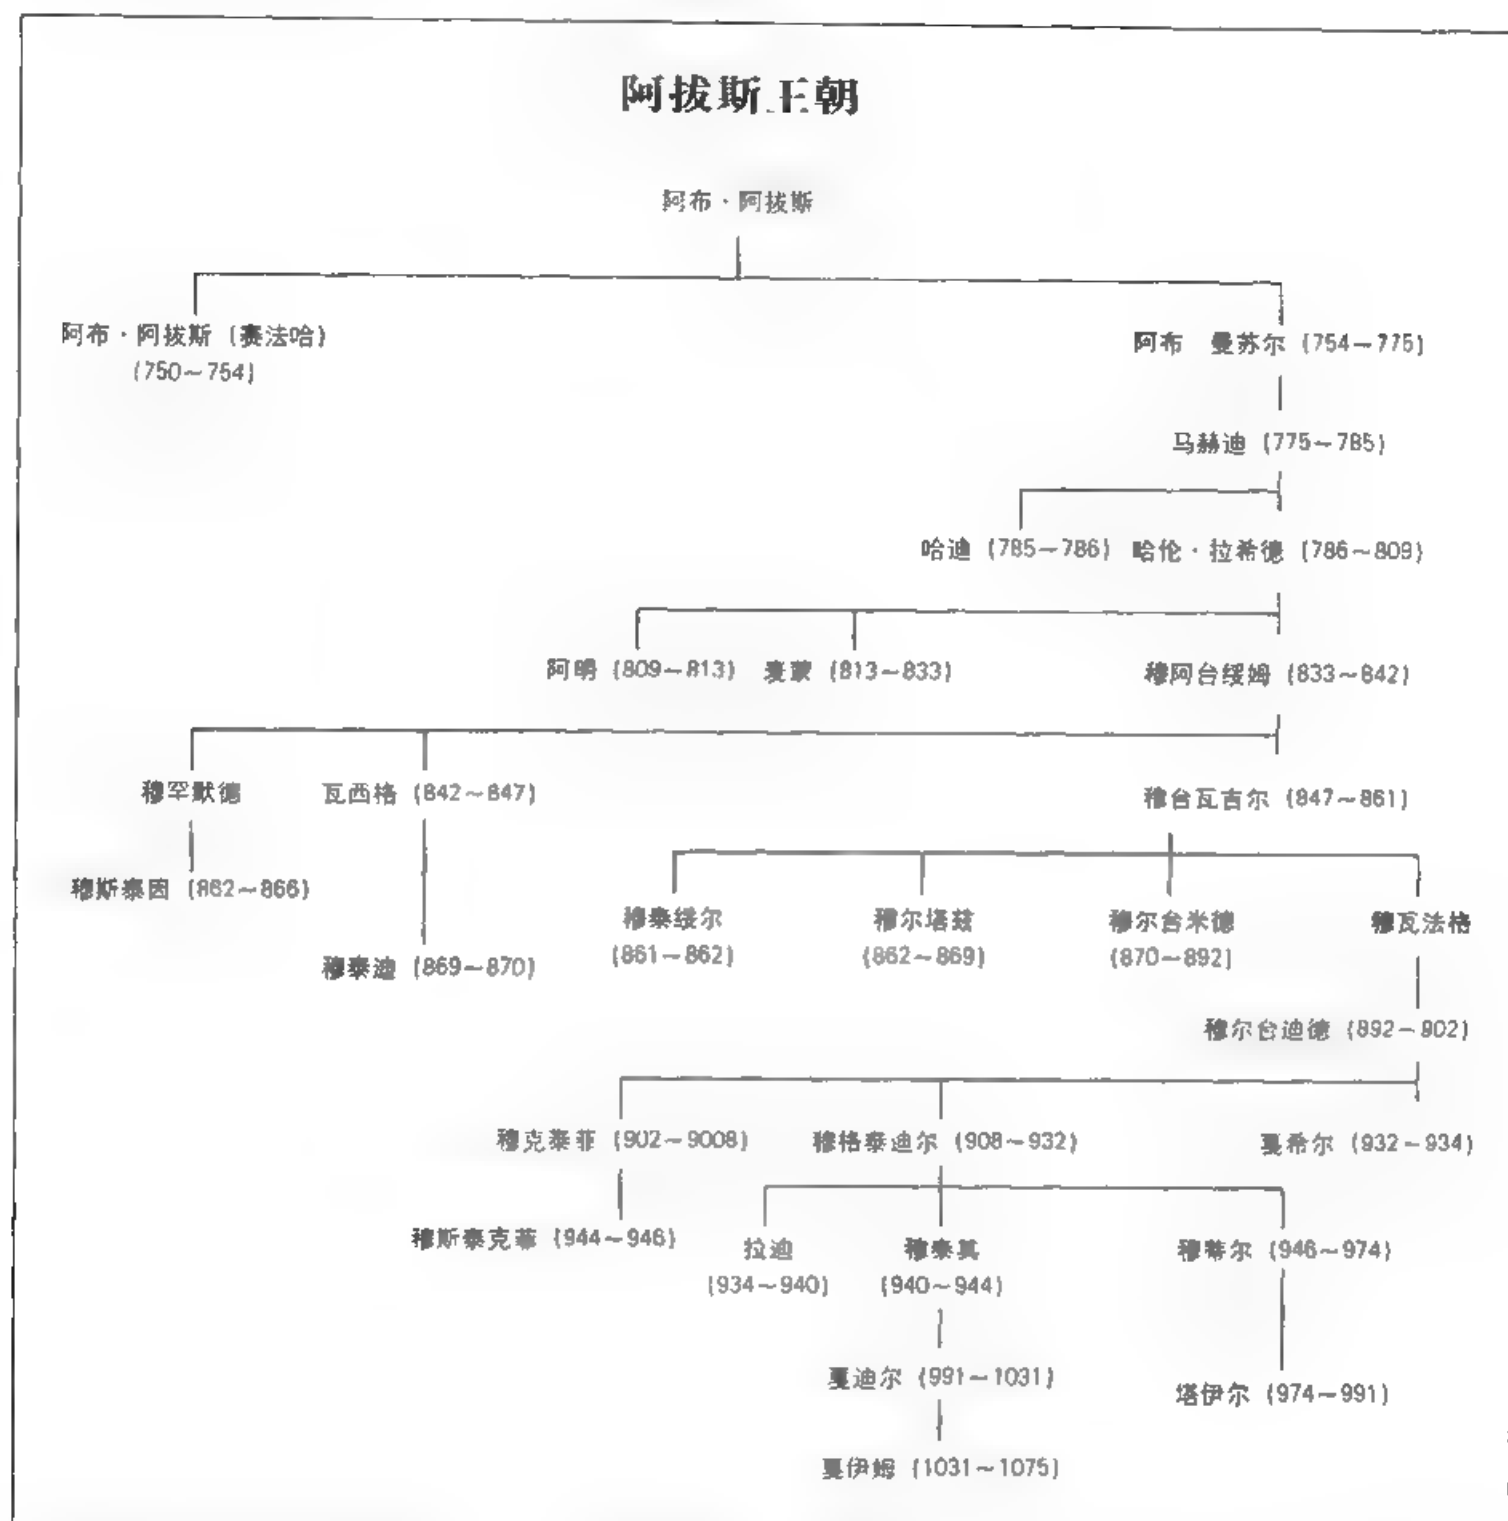 阿拔斯王朝
阿布·阿拔斯
阿布·阿拔斯（赛法哈）
（750～754）
阿布 曼苏尔（754～775）
马赫迪（775～785）
哈迪（785～786） 哈伦·拉希德（786～809）
阿明（809～813） 麦蒙（813～833） 穆阿台绥姆（833～842）
穆罕默德 瓦西格（842～847） 穆台瓦吉尔（847～861）
穆斯泰因（862～866）
穆泰绥尔 穆尔塔兹 穆尔台米德 穆瓦法格
（861～862） （862～869） （870～892）
穆泰迪（869～870）
穆尔台迪德（892～902）
穆克泰菲（902～9008） 穆格泰迪尔（908～932） 戛希尔（932～934）
穆斯泰克菲（944～946） 拉迪 穆泰其 穆蒂尔（946～974）
（934～940） （940～944）
戛迪尔（991～1031） 塔伊尔（974～991）
戛伊姆（1031～1075）